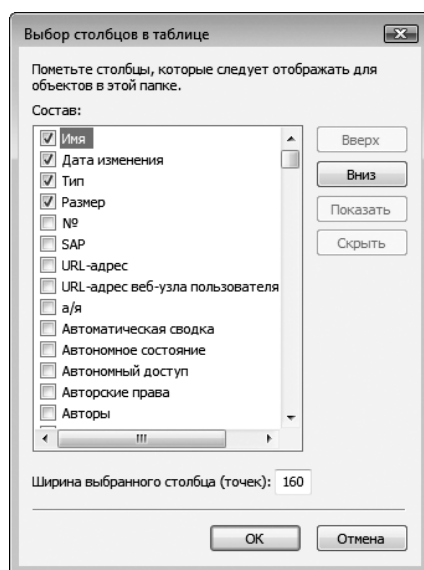 Выбор столбцов в таблице
Пометьте столбцы, которые следует отображать для
объектов в этой папке.
Состав:
Имя
Дата изменения
Тип
Размер
№
SAP
URL-адрес
URL-адрес веб-узла пользователя
а/я
Автоматическая сводка
Автономное состояние
Автономный доступ
Авторские права
Авторы
Вверх
Вниз
Показать
Скрыть
Ширина выбранного столбца (точек): 160
ОК
Отмена